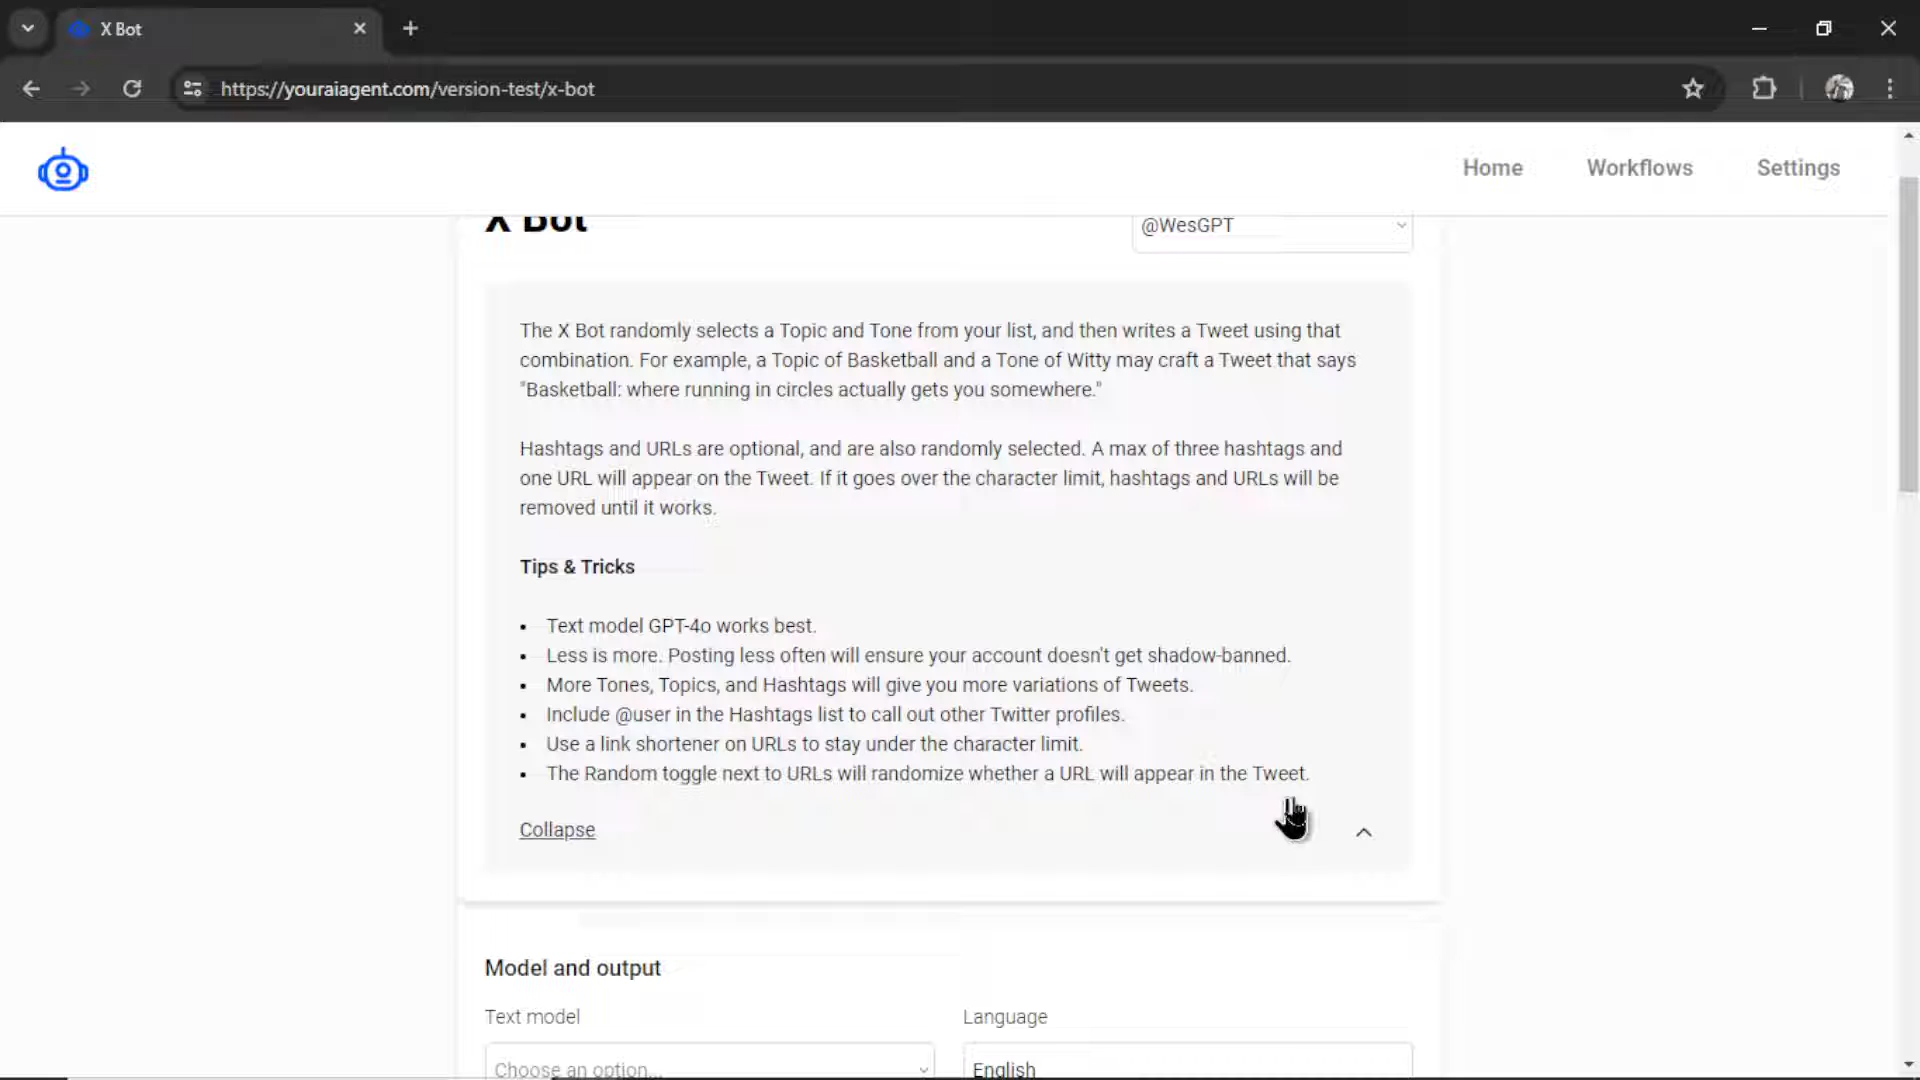 X Bot
https://youraiagent.com/version-test/x-bot
Home Workflows Settings
X Bot
@WesGPT
The X Bot randomly selects a Topic and Tone from your list, and then writes a Tweet using that
combination. For example, a Topic of Basketball and a Tone of Witty may craft a Tweet that says
"Basketball: where running in circles actually gets you somewhere."
Hashtags and URLs are optional, and are also randomly selected. A max of three hashtags and
one URL will appear on the Tweet. If it goes over the character limit, hashtags and URLs will be
removed until it works.
Tips & Tricks
• Text model GPT-4o works best.
• Less is more. Posting less often will ensure your account doesn't get shadow-banned.
• More Tones, Topics, and Hashtags will give you more variations of Tweets.
• Include @user in the Hashtags list to call out other Twitter profiles.
• Use a link shortener on URLs to stay under the character limit.
• The Random toggle next to URLs will randomize whether a URL will appear in the Tweet.
Collapse
Model and output
Text model Language
Choose an option... English